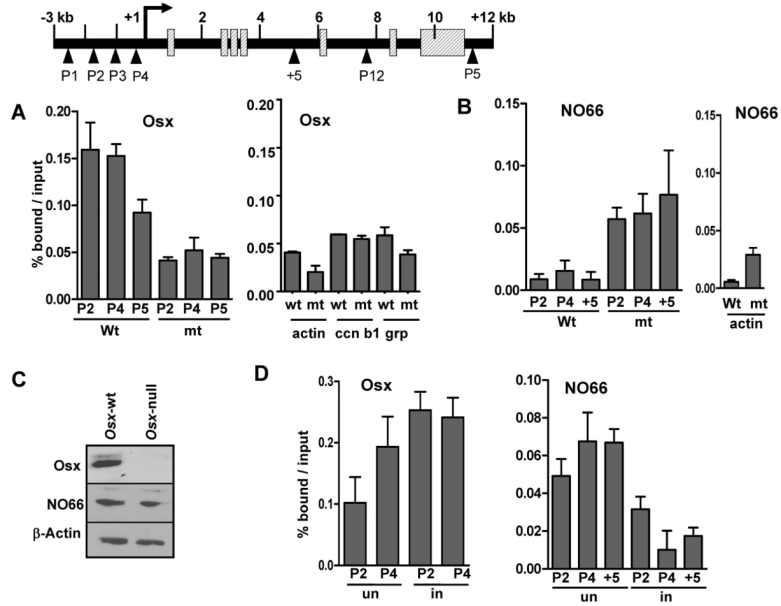 -3 kb +1 2 4 6 8 10 +12 kb
P1 P2 P3 P4 +5 P12 P5
A
Osx
% bound / input
0.20
0.15
0.10
0.05
0.00
P2 P4 P5 P2 P4 P5
Wt mt
Osx
0.20
0.15
0.10
0.05
0.00
wt mt wt mt wt mt
actin ccn b1 grp
B
NO66
0.15
0.10
0.05
0.00
P2 P4 +5 P2 P4 +5
Wt mt
NO66
0.15
0.10
0.05
0.00
Wt mt
actin
C
Osx-wt
Osx-null
Osx
NO66
β-Actin
D
Osx
% bound / input
0.3
0.2
0.1
0.0
P2 P4 P2 P4
un in
NO66
0.10
0.08
0.06
0.04
0.02
0.00
P2 P4 +5 P2 P4 +5
un in